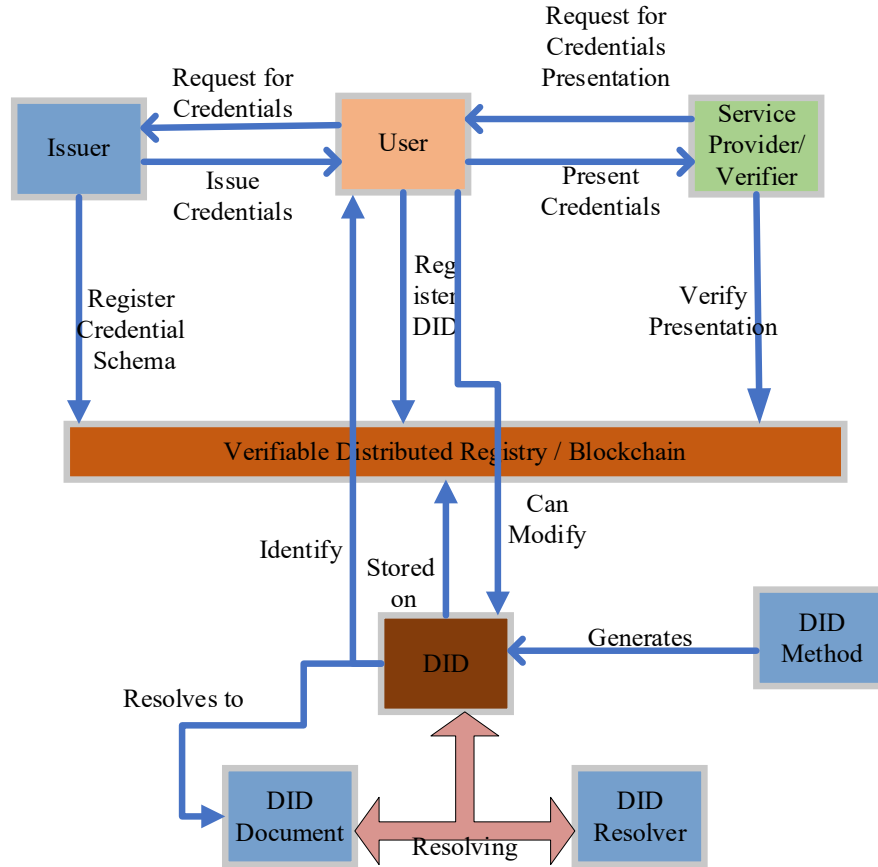 Request for
Credentials
Presentation
Request for
Credentials
Issuer
User
Service
Provider/
Verifier
Issue
Credentials
Present
Credentials
Register
Credential
Schema
Reg
ister
DID
Verify
Presentation
Verifiable Distributed Registry / Blockchain
Identify
Stored
on
Can
Modify
DID
Generates
DID
Method
Resolves to
DID
Document
Resolving
DID
Resolver